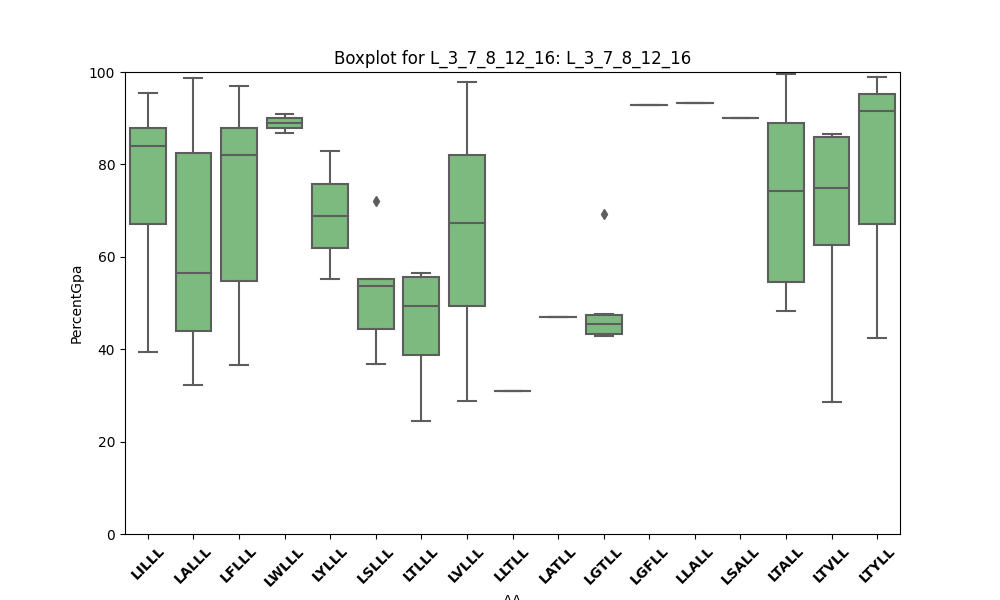 Boxplot for L_3_7_8_12_16: L_3_7_8_12_16
100
80
60
40
20
0
PercentGpa
LILLL
LALLL
LFLLL
LWLLL
LYLLL
LSLLL
LTLLL
LVLLL
LLTLL
LATLL
LGTLL
LGFLL
LLALL
LSALL
LTALL
LTVLL
LTYLL
AA